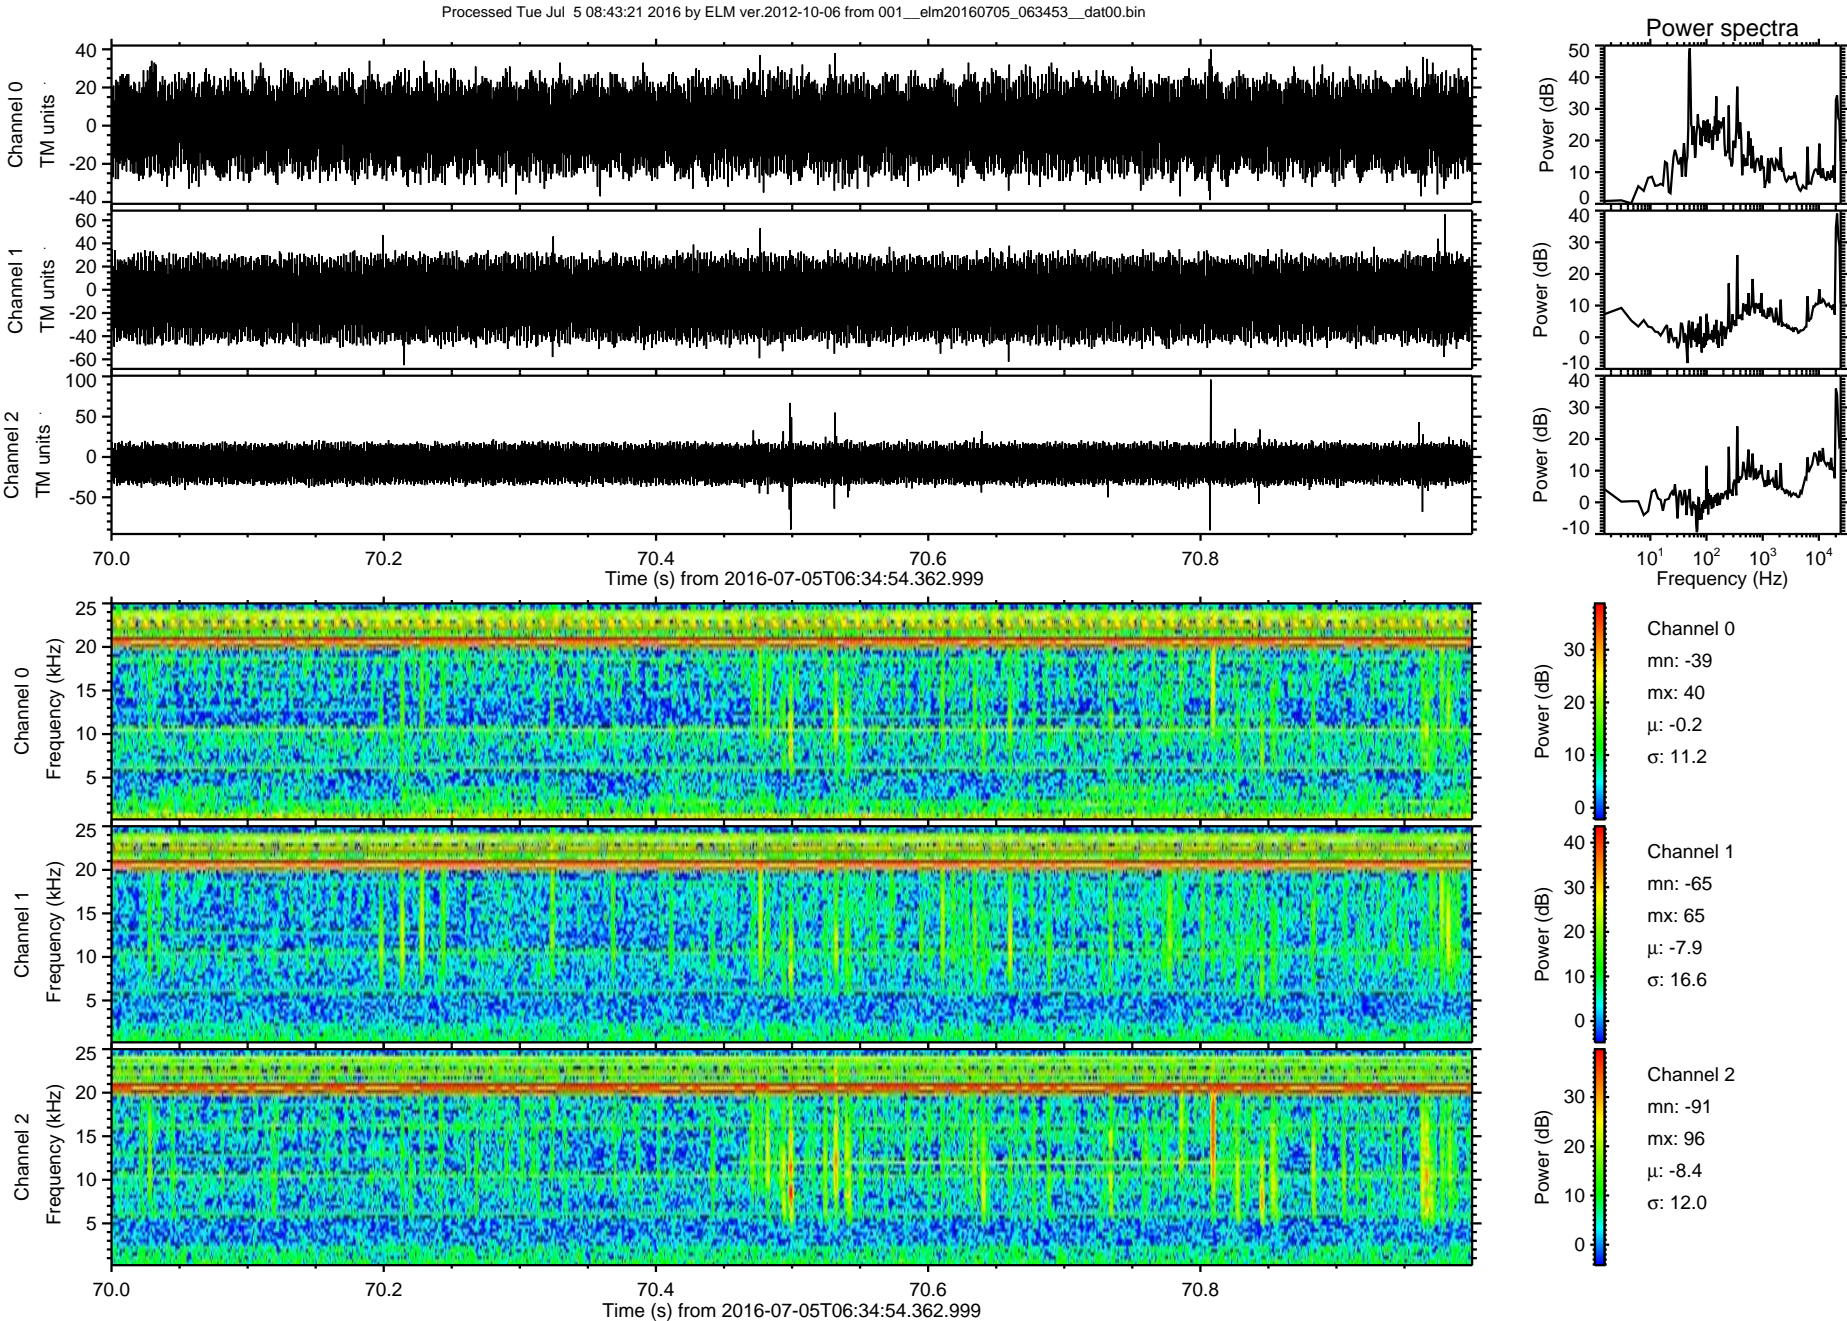 Processed Tue Jul  5 08:43:21 2016 by ELM ver.2012-10-06 from 001__elm20160705_063453__dat00.bin
Power spectra
Channel 0
TM units
40
20
0
-20
-40
Power (dB)
50
40
30
20
10
0
Channel 1
TM units
60
40
20
0
-20
-40
-60
Power (dB)
40
30
20
10
0
-10
Channel 2
TM units
100
50
0
-50
Power (dB)
40
30
20
10
0
-10
70.0 70.2 70.4 70.6 70.8
Time (s) from 2016-07-05T06:34:54.362.999
10¹ 10² 10³ 10⁴
Frequency (Hz)
Channel 0
Frequency (kHz)
25
20
15
10
5
Power (dB)
30
20
10
0
Channel 0
mn: -39
mx: 40
μ: -0.2
σ: 11.2
Channel 1
Frequency (kHz)
25
20
15
10
5
Power (dB)
40
30
20
10
0
Channel 1
mn: -65
mx: 65
μ: -7.9
σ: 16.6
Channel 2
Frequency (kHz)
25
20
15
10
5
Power (dB)
30
20
10
0
Channel 2
mn: -91
mx: 96
μ: -8.4
σ: 12.0
70.0 70.2 70.4 70.6 70.8
Time (s) from 2016-07-05T06:34:54.362.999